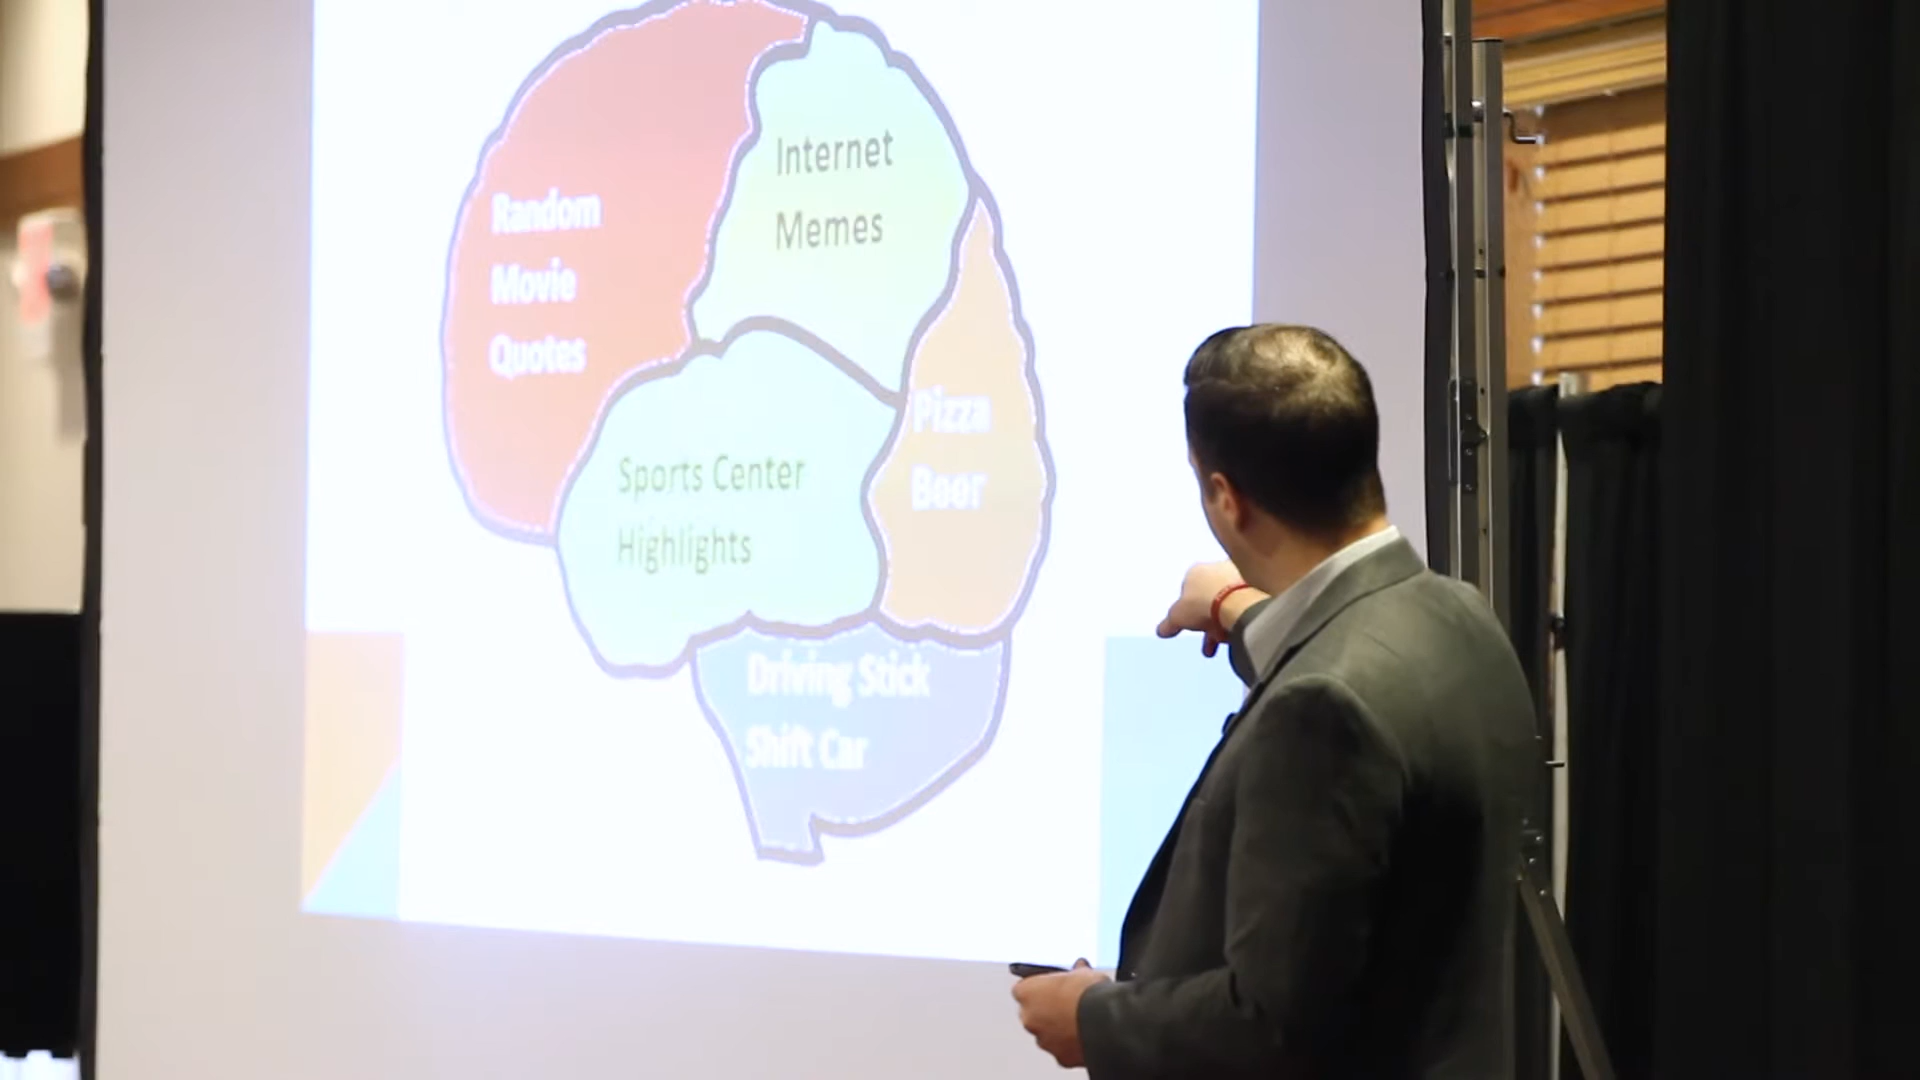 Random
Movie
Quotes
Internet
Memes
Sports Center
Highlights
Pizza
Beer
Driving Stick
Shift Car